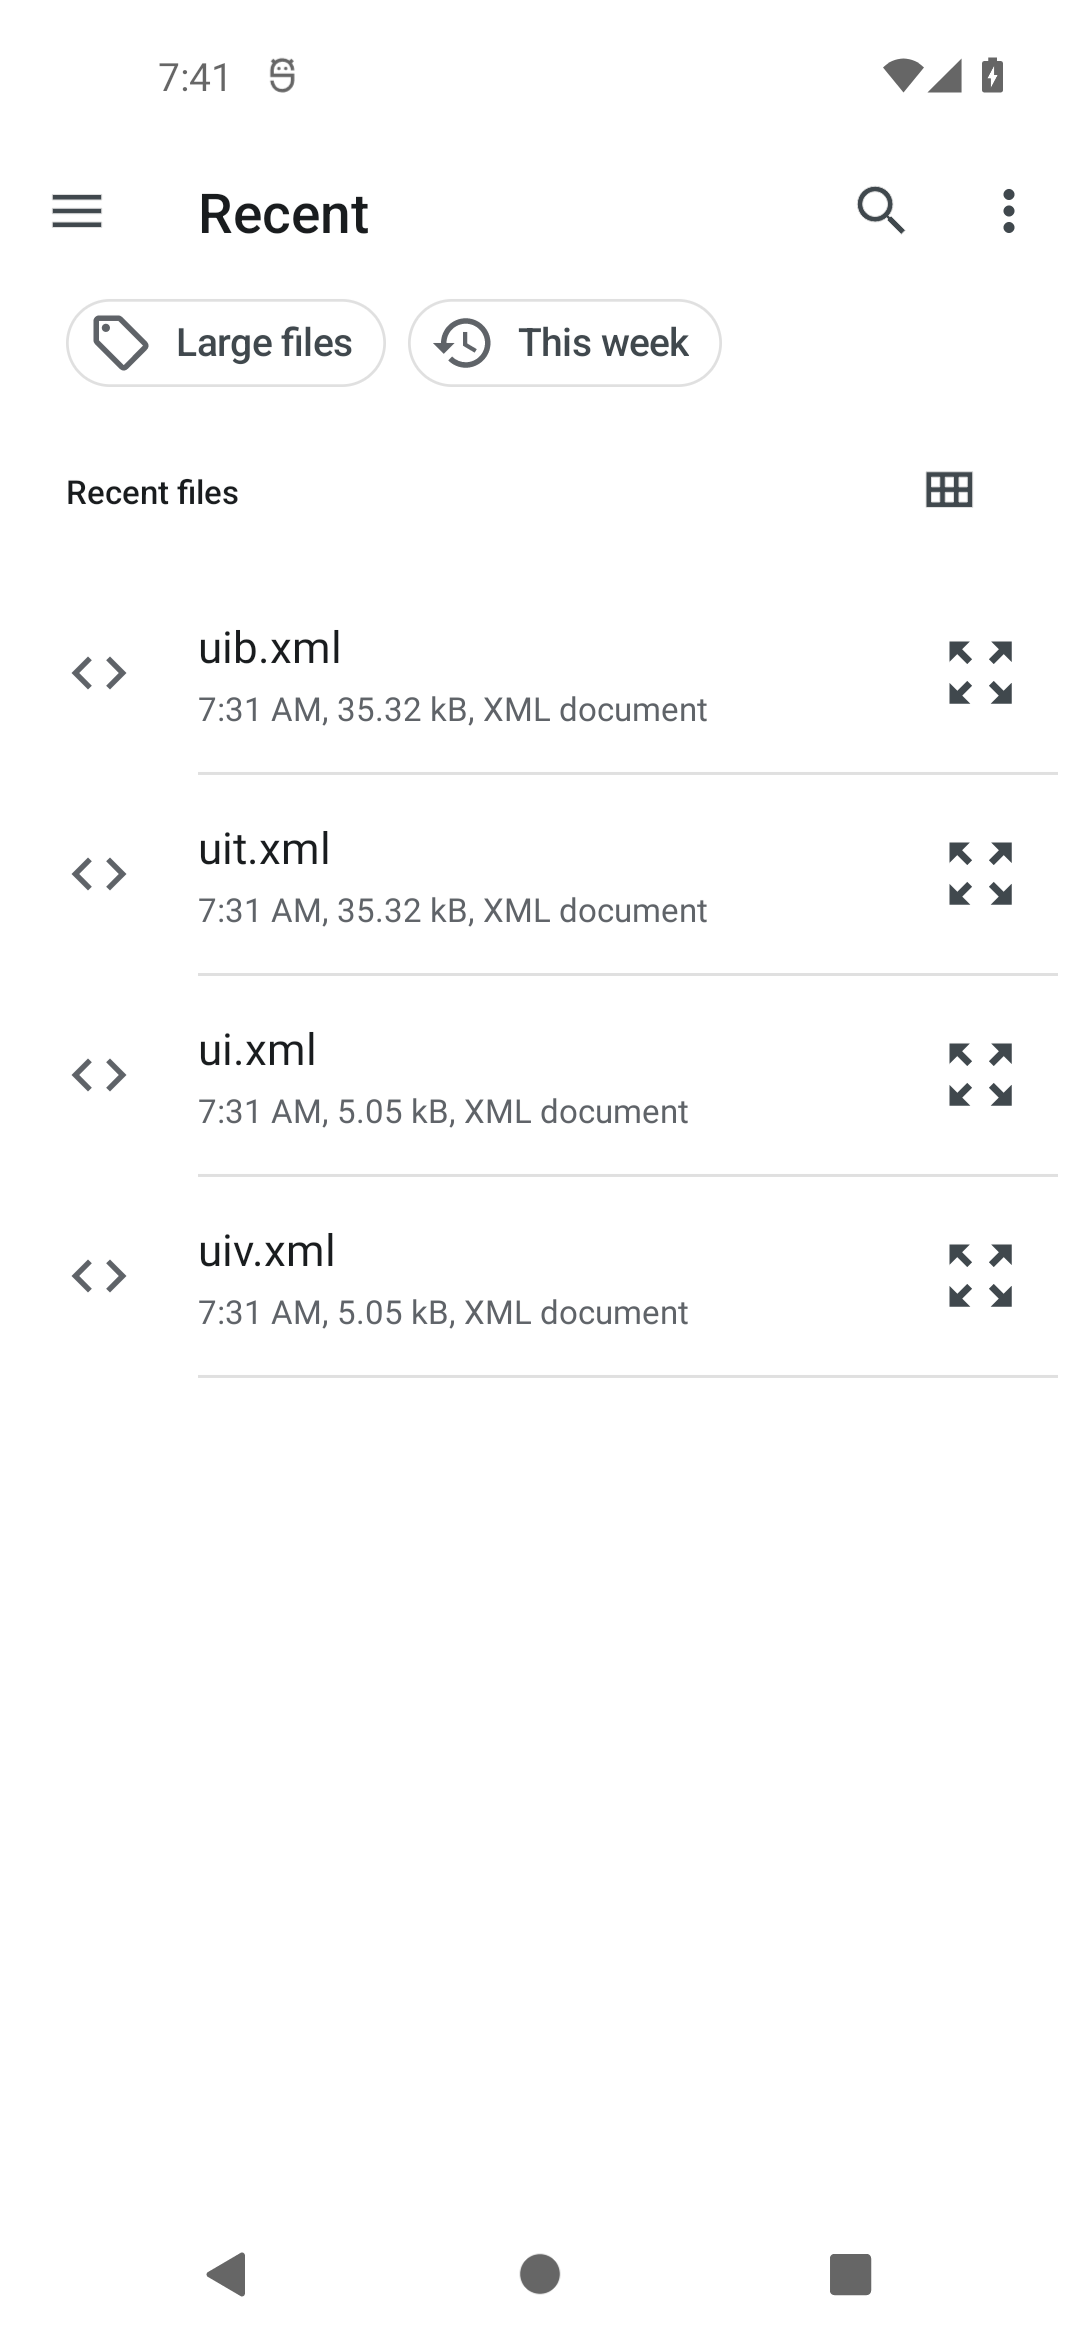 7:41
Recent
Large files
This week
Recent files
uib.xml
7:31 AM, 35.32 kB, XML document
uit.xml
7:31 AM, 35.32 kB, XML document
ui.xml
7:31 AM, 5.05 kB, XML document
uiv.xml
7:31 AM, 5.05 kB, XML document